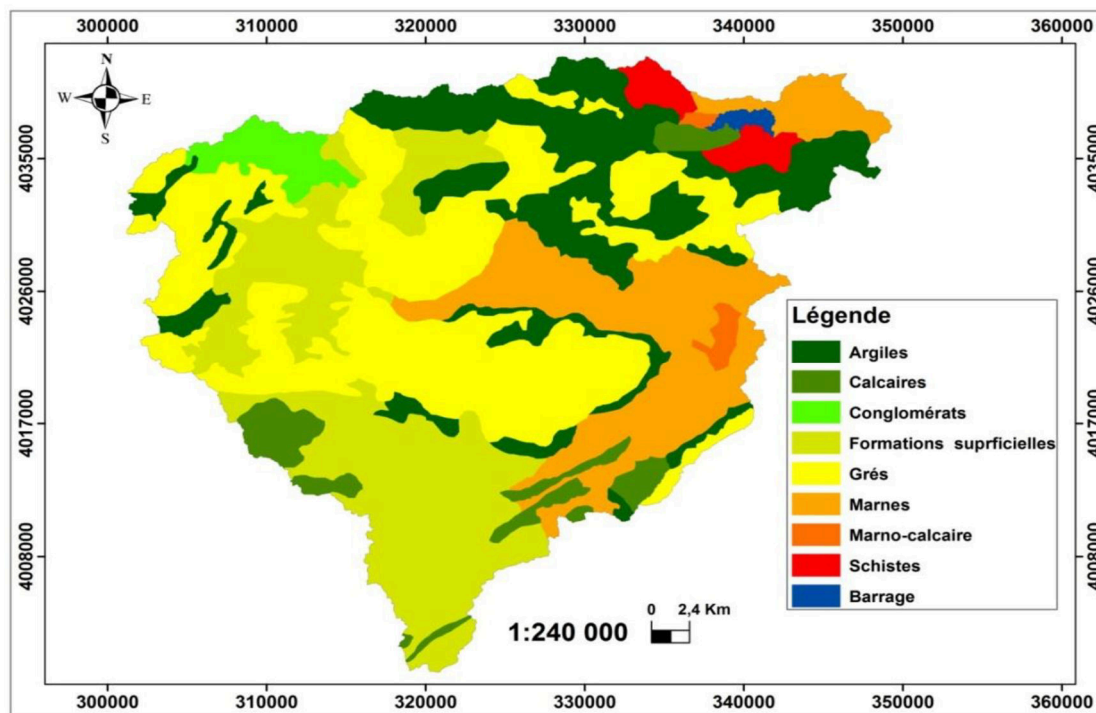 300000 310000 320000 330000 340000 350000 360000
N
W E
S
4035000 4035000
4026000 4026000
Légende
Argiles
Calcaires
Conglomérats
Formations suprficielles
4017000 4017000
Grés
Marnes
Marno-calcaire
4008000 4008000
Schistes
Barrage
0 2,4 Km
1:240 000
300000 310000 320000 330000 340000 350000 360000